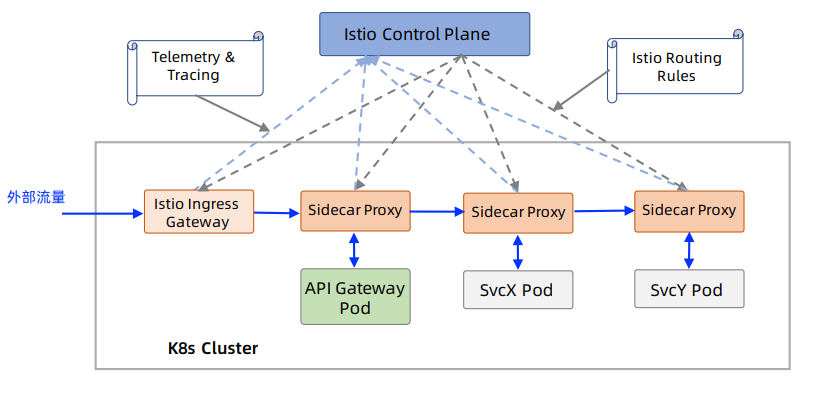 Istio Control Plane
Telemetry &
Tracing
Istio Routing
Rules
外部流量
Istio Ingress
Gateway
Sidecar Proxy
Sidecar Proxy
Sidecar Proxy
API Gateway
Pod
SvcX Pod
SvcY Pod
K8s Cluster